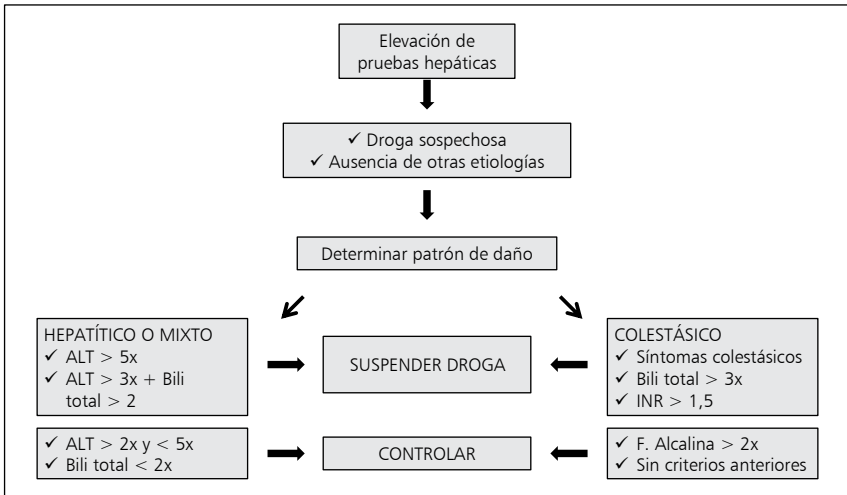 Elevación de
pruebas hepáticas
✓ Droga sospechosa
✓ Ausencia de otras etiologías
Determinar patrón de daño
HEPATÍTICO O MIXTO
✓ ALT > 5x
✓ ALT > 3x + Bili
total > 2
SUSPENDER DROGA
COLESTÁSICO
✓ Síntomas colestásicos
✓ Bili total > 3x
✓ INR > 1,5
✓ ALT > 2x y < 5x
✓ Bili total < 2x
CONTROLAR
✓ F. Alcalina > 2x
✓ Sin criterios anteriores